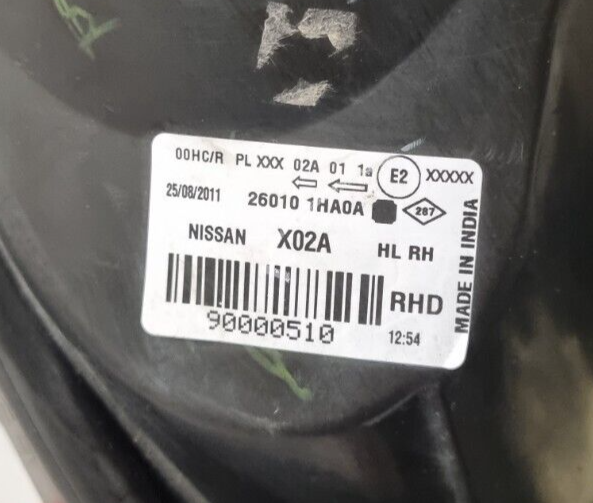 00HC/R PL XXX 02A 01 1a E2 XXXXX
25/08/2011 26010 1HA0A 287
NISSAN X02A HL RH
RHD
90000510 12:54
MADE IN INDIA